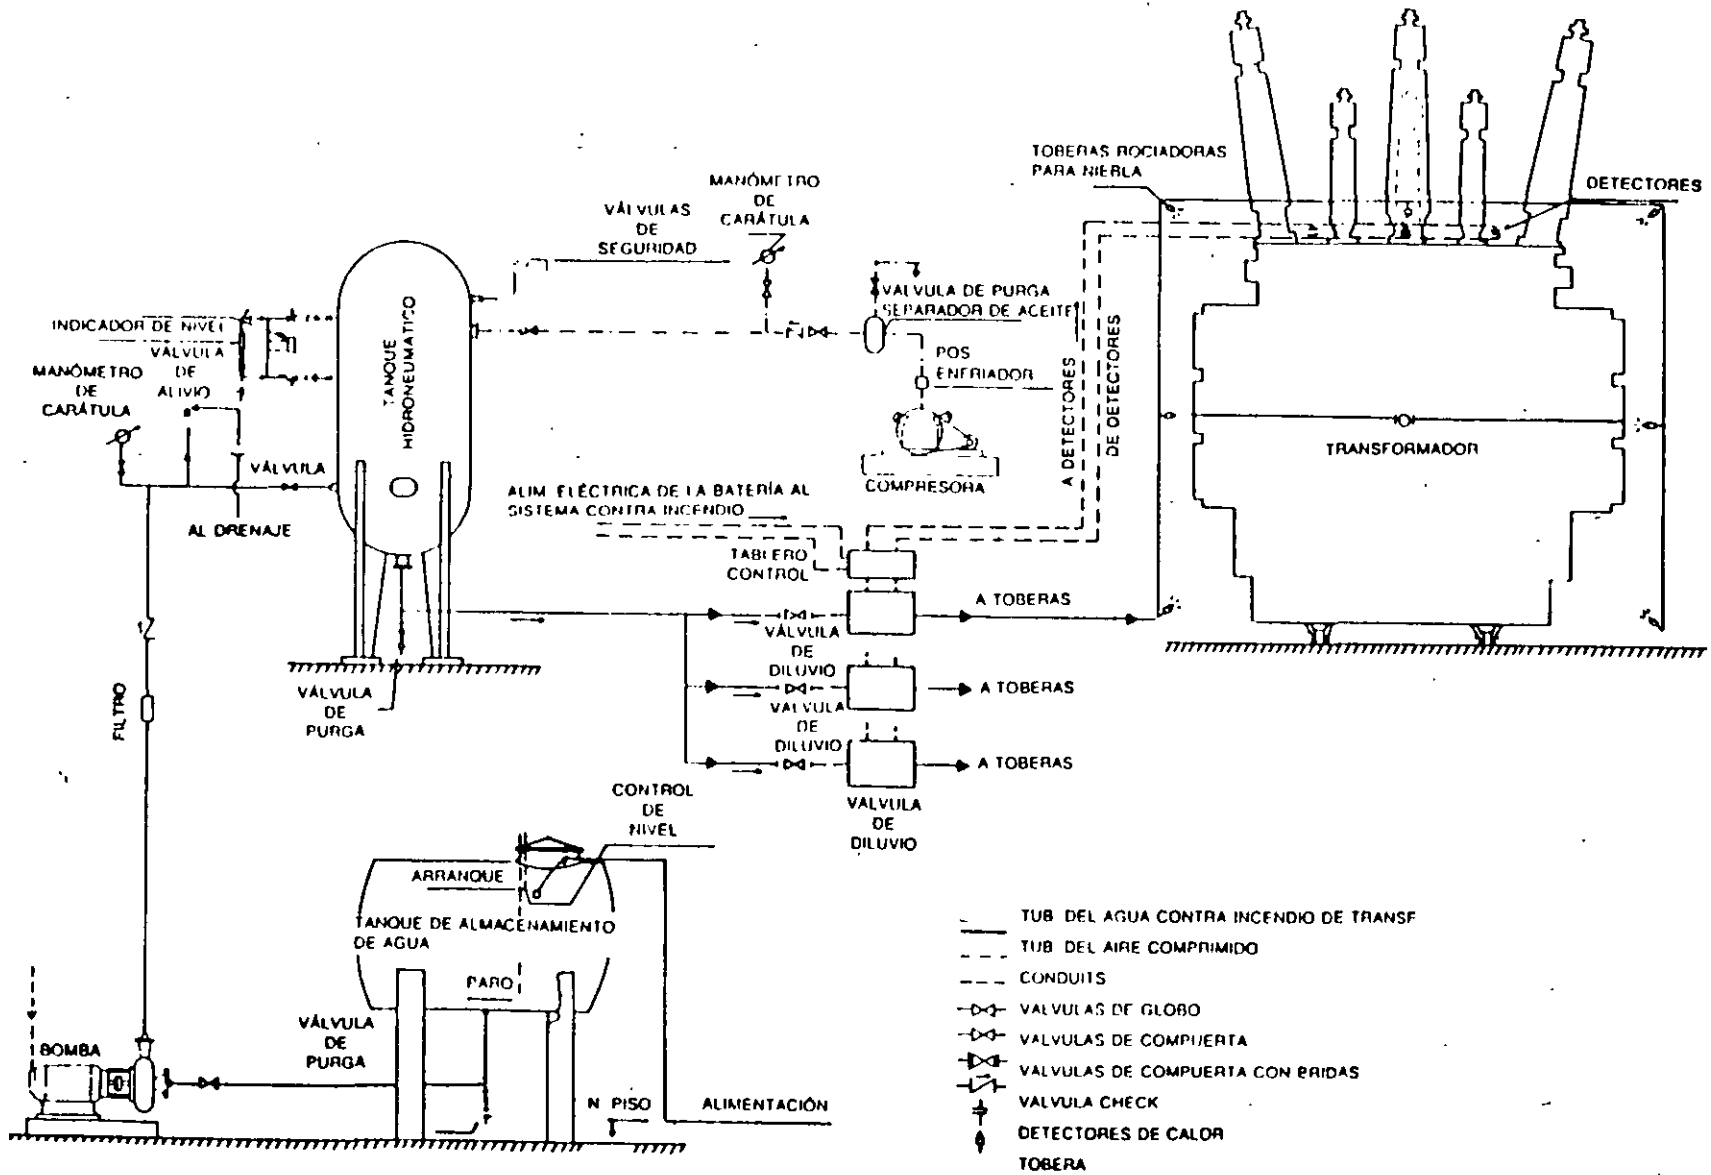 TOBERAS ROCIADORAS
PARA NIEBLA
DETECTORES
MANÓMETRO
DE
CARÁTULA
VÁLVULAS
DE
SEGURIDAD
VALVULA DE PURGA
SEPARADOR DE ACEITE
INDICADOR DE NIVEL
VÁLVULA
DE
ALIVIO
MANÓMETRO
DE
CARÁTULA
TANQUE
HIDRONEUMATICO
POS
ENFRIADOR
A DETECTORES
DE DETECTORES
TRANSFORMADOR
VÁLVULA
COMPRESORA
ALIM. ELÉCTRICA DE LA BATERÍA AL
SISTEMA CONTRA INCENDIO
AL DRENAJE
TABLERO
CONTROL
A TOBERAS
VÁLVULA
DE
DILUVIO
FILTRO
VÁLVULA
DE
PURGA
A TOBERAS
VALVULA
DE
DILUVIO
A TOBERAS
CONTROL
DE
NIVEL
VALVULA
DE
DILUVIO
ARRANQUE
TANQUE DE ALMACENAMIENTO
DE AGUA
PARO
VÁLVULA
DE
PURGA
BOMBA
N PISO
ALIMENTACIÓN
TUB DEL AGUA CONTRA INCENDIO DE TRANSF
TUB DEL AIRE COMPRIMIDO
CONDUITS
VALVULAS DE GLOBO
VALVULAS DE COMPUERTA
VALVULAS DE COMPUERTA CON BRIDAS
VALVULA CHECK
DETECTORES DE CALOR
TOBERA